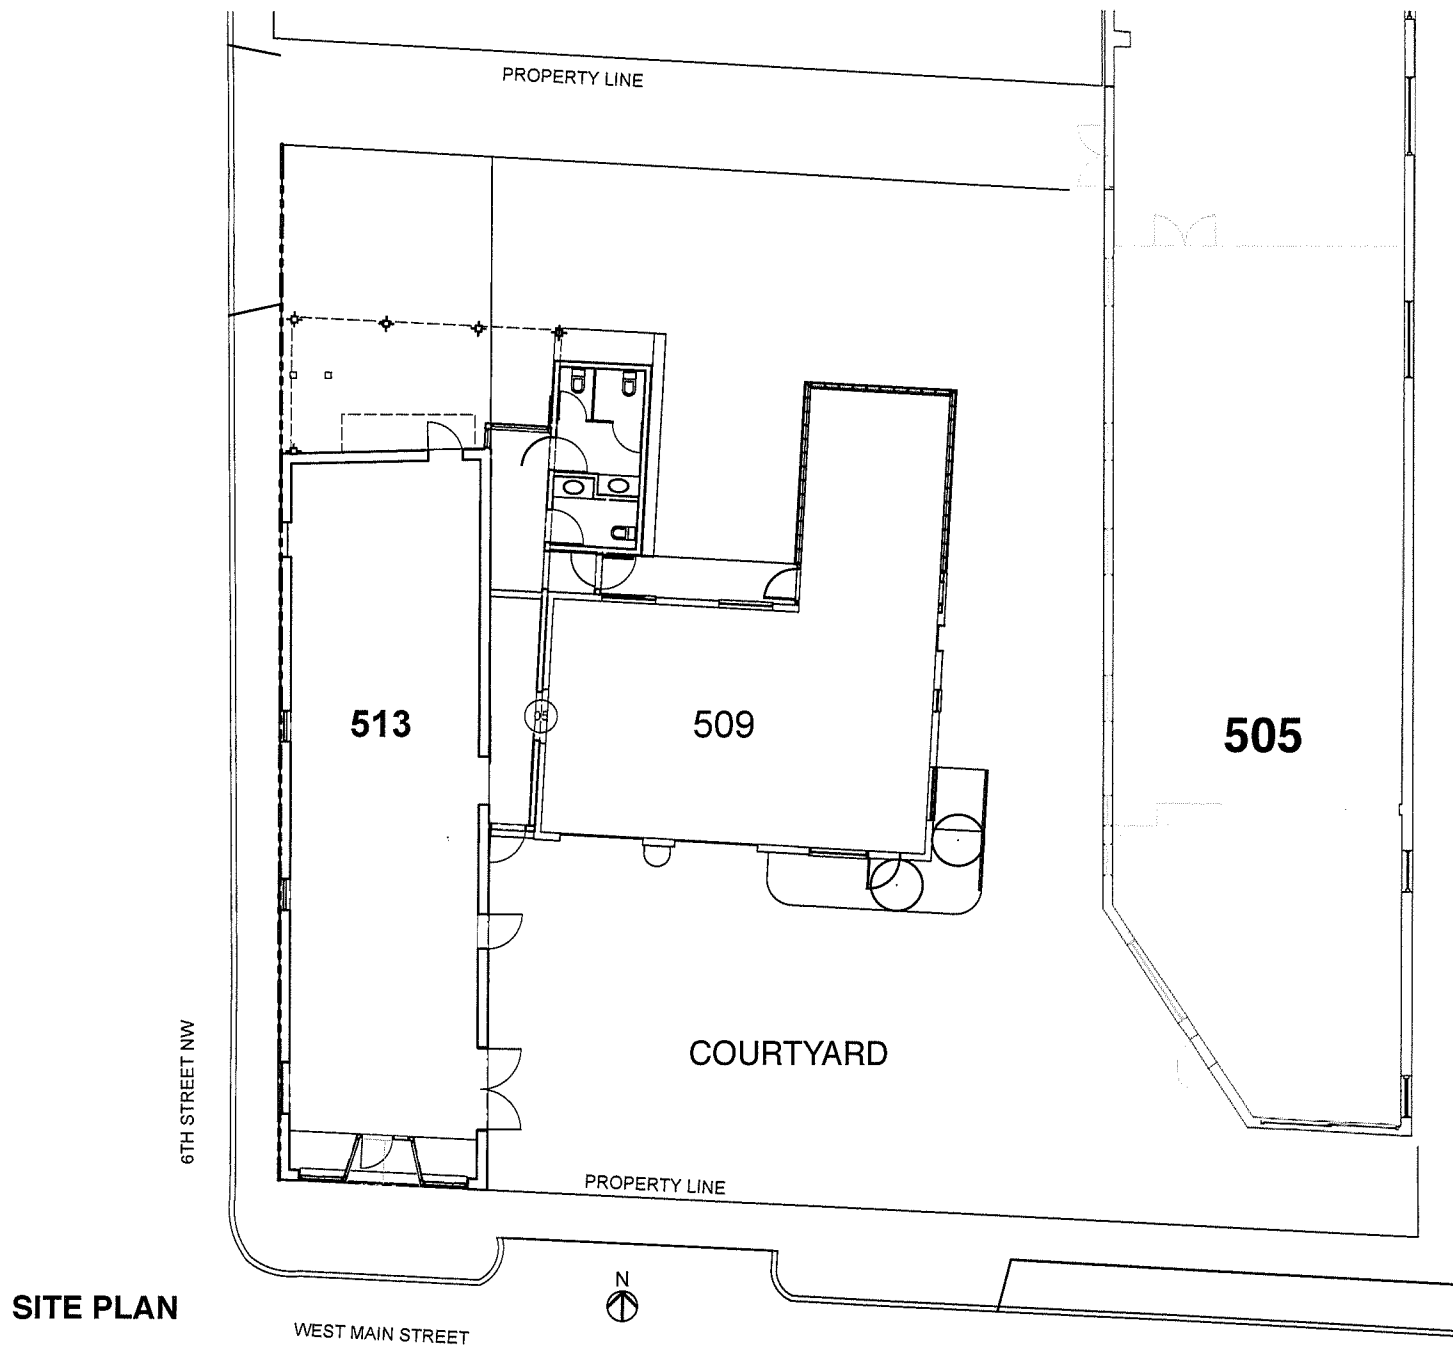 PROPERTY LINE
513
509
505
COURTYARD
6TH STREET NW
PROPERTY LINE
N
SITE PLAN
WEST MAIN STREET